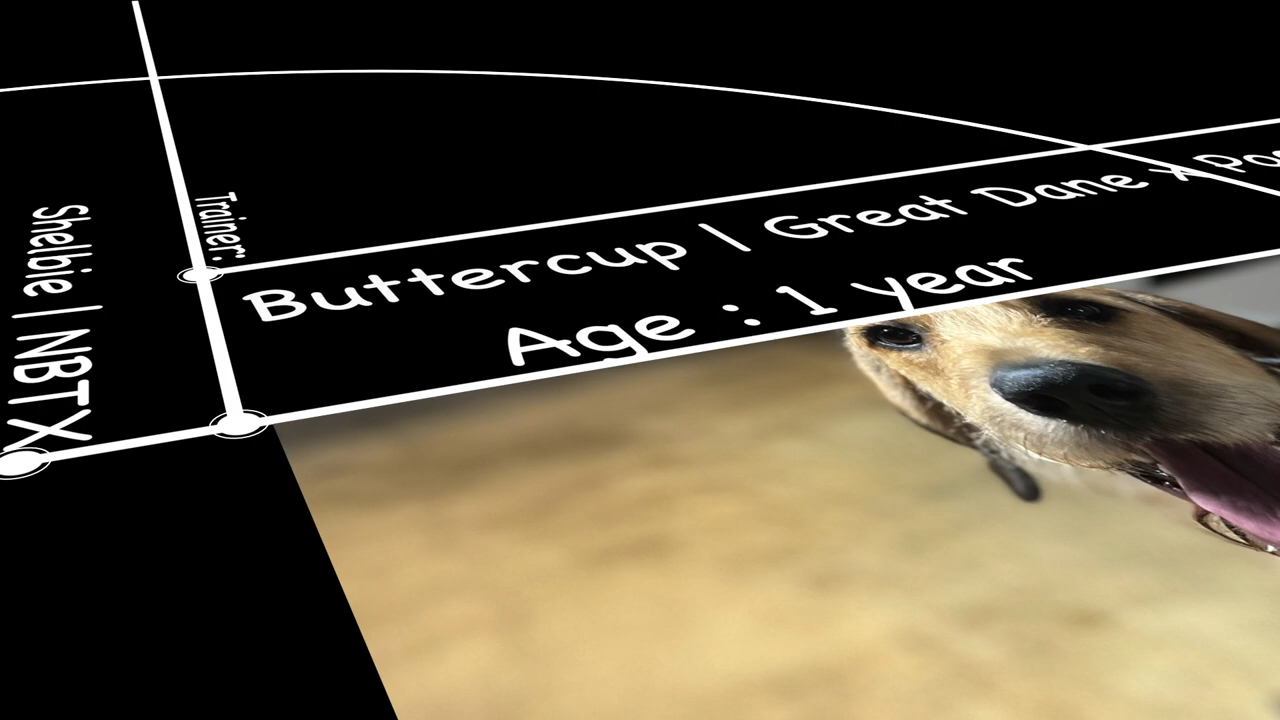 Trainer:
Shelbie | NBTX
Buttercup | Great Dane x
Age : 1 year